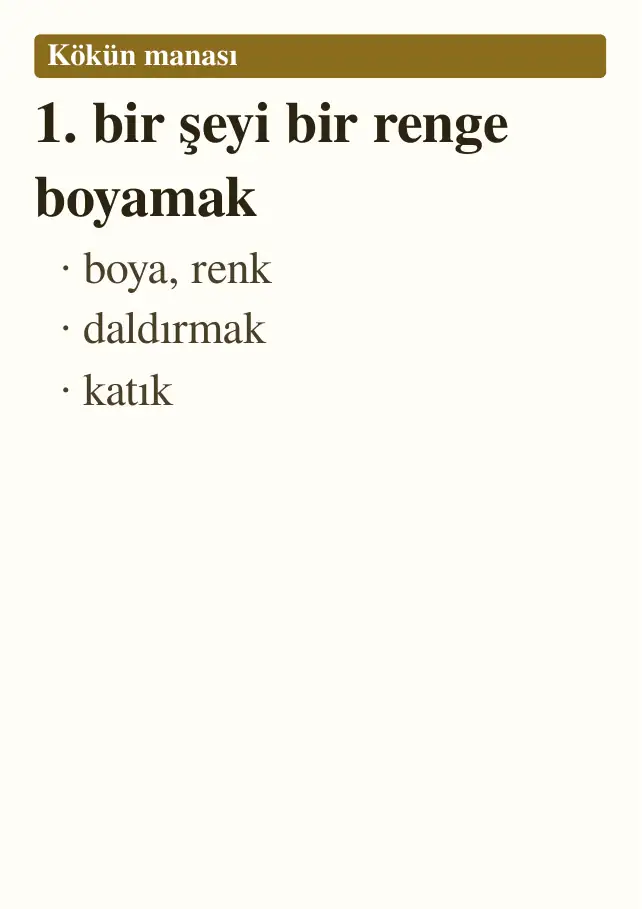 Kökün manası
1. bir şeyi bir renge
boyamak
· boya, renk
· daldırmak
· katık